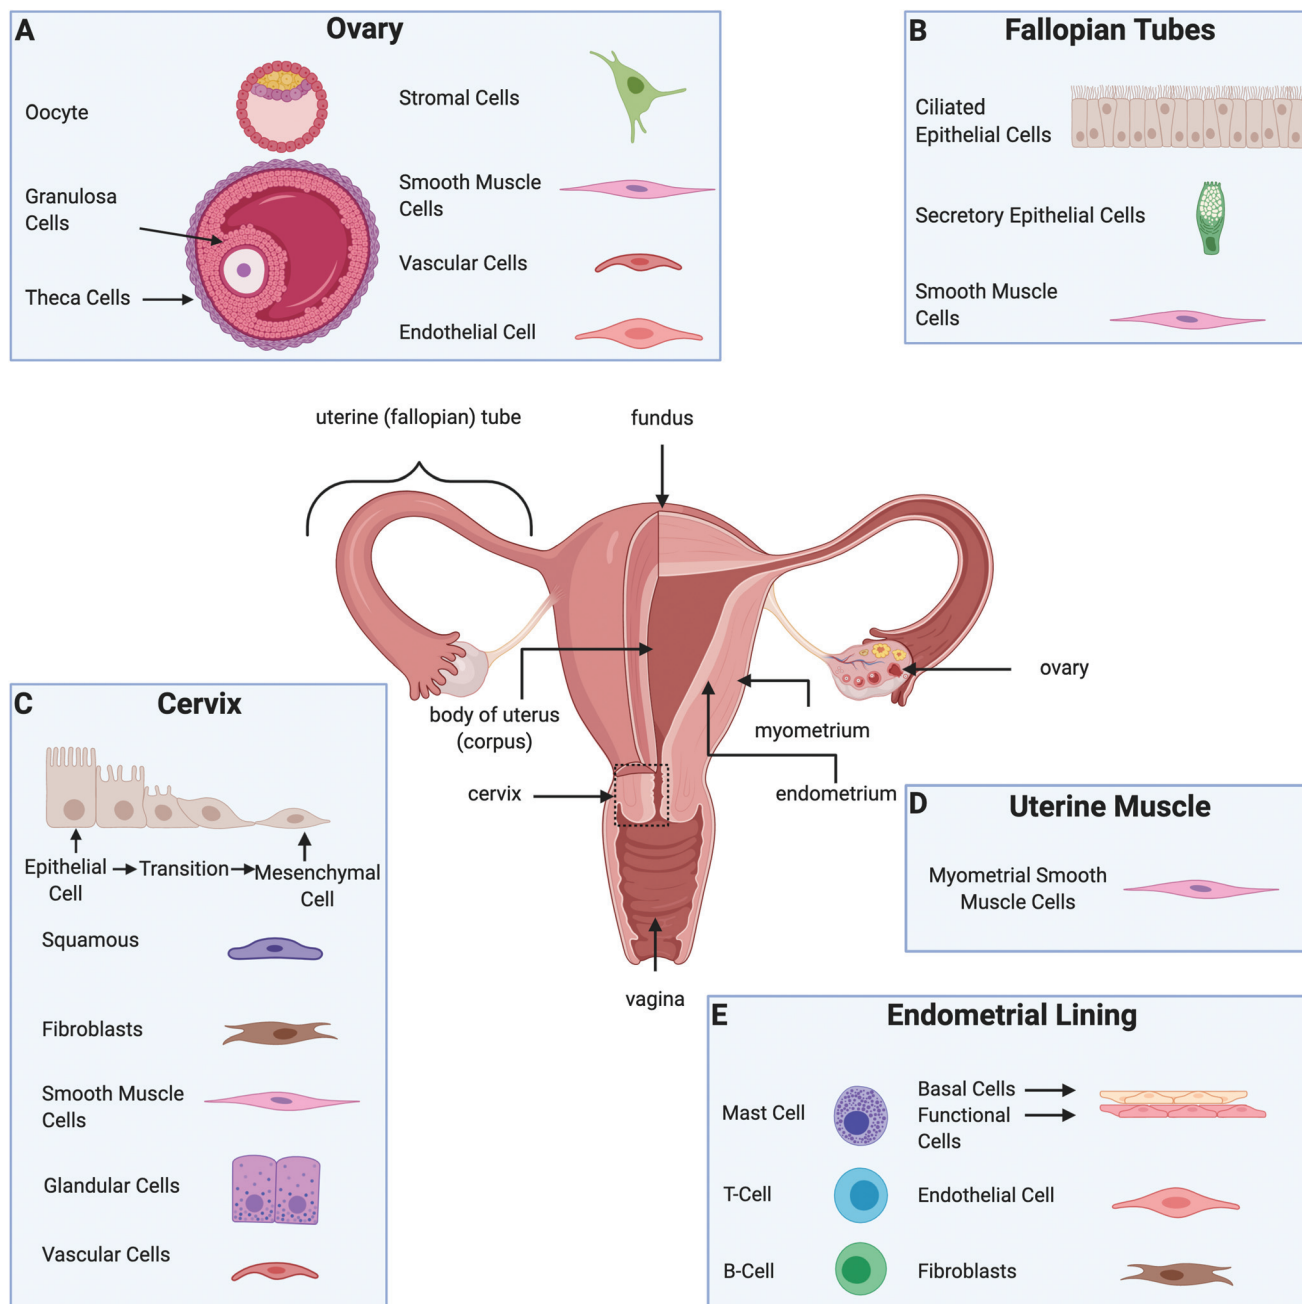 A
Ovary
Oocyte
Granulosa
Cells
Theca Cells
Stromal Cells
Smooth Muscle
Cells
Vascular Cells
Endothelial Cell
B
Fallopian Tubes
Ciliated
Epithelial Cells
Secretory Epithelial Cells
Smooth Muscle
Cells
uterine (fallopian) tube
fundus
ovary
body of uterus
(corpus)
myometrium
cervix
endometrium
vagina
C
Cervix
Epithelial
Cell
Transition
Mesenchymal
Cell
Squamous
Fibroblasts
Smooth Muscle
Cells
Glandular Cells
Vascular Cells
D
Uterine Muscle
Myometrial Smooth
Muscle Cells
E
Endometrial Lining
Mast Cell
T-Cell
B-Cell
Basal Cells
Functional
Cells
Endothelial Cell
Fibroblasts